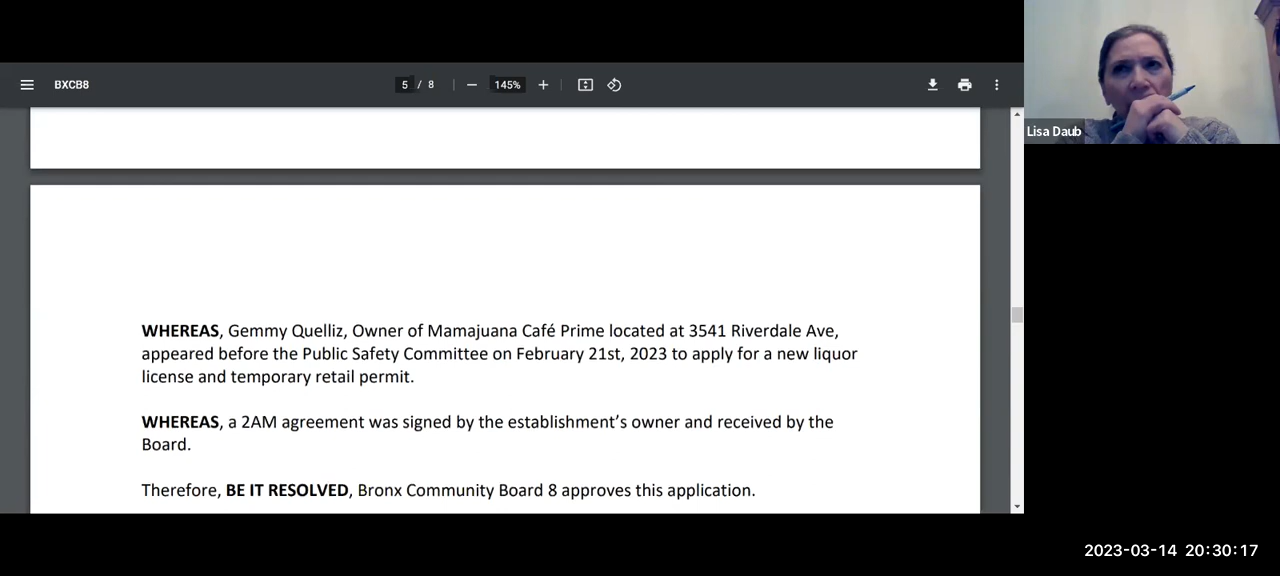 BXCB8
5 / 8
145%
Lisa Daub
WHEREAS, Gemmy Quelliz, Owner of Mamajuana Café Prime located at 3541 Riverdale Ave,
appeared before the Public Safety Committee on February 21st, 2023 to apply for a new liquor
license and temporary retail permit.
WHEREAS, a 2AM agreement was signed by the establishment's owner and received by the
Board.
Therefore, BE IT RESOLVED, Bronx Community Board 8 approves this application.
2023-03-14 20:30:17